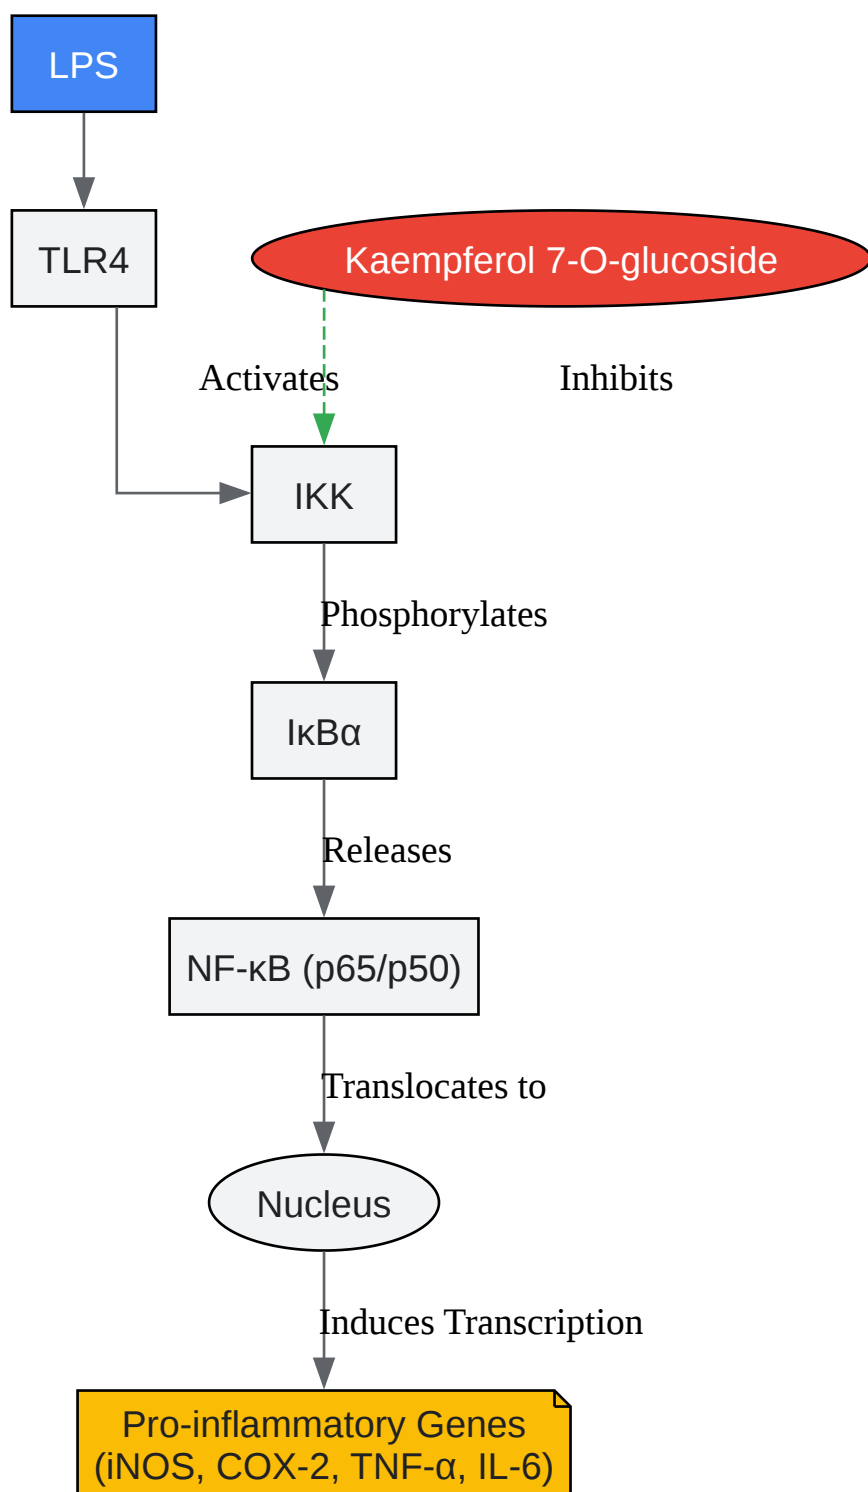 LPS
TLR4
Kaempferol 7-O-glucoside
Activates
Inhibits
IKK
Phosphorylates
IκBα
Releases
NF-κB (p65/p50)
Translocates to
Nucleus
Induces Transcription
Pro-inflammatory Genes
(iNOS, COX-2, TNF-α, IL-6)